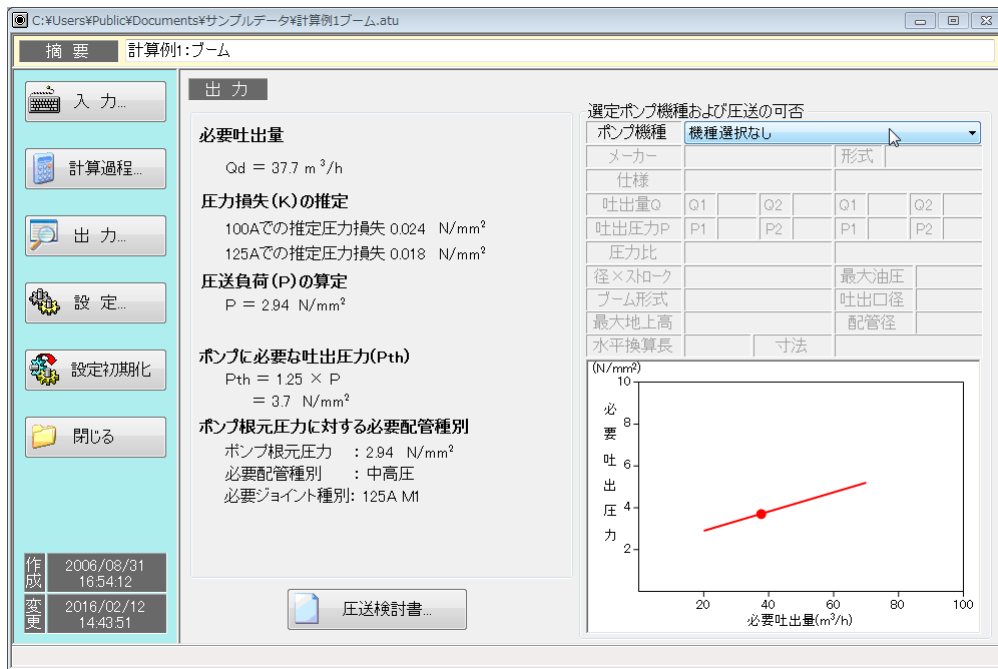 C:¥Users¥Public¥Documents¥サンプルデータ¥計算例1ブーム.atu
摘 要 計算例1:ブーム
入 力...
計算過程...
出 力...
設 定...
設定初期化
閉じる
作成 2006/08/31 16:54:12
変更 2016/02/12 14:43:51
出 力
必要吐出量
Qd = 37.7 m³/h
圧力損失(K)の推定
100Aでの推定圧力損失 0.024 N/mm²
125Aでの推定圧力損失 0.018 N/mm²
圧送負荷(P)の算定
P = 2.94 N/mm²
ポンプに必要な吐出圧力(Pth)
Pth = 1.25 × P
= 3.7 N/mm²
ポンプ根元圧力に対する必要配管種別
ポンプ根元圧力 : 2.94 N/mm²
必要配管種別 : 中高圧
必要ジョイント種別: 125A M1
圧送検討書...
選定ポンプ機種および圧送の可否
ポンプ機種 機種選択なし
メーカー 形式
仕様
吐出量Q Q1 Q2 Q1 Q2
吐出圧力P P1 P2 P1 P2
圧力比
径×ストローク 最大油圧
ブーム形式 吐出口径
最大地上高 配管径
水平換算長 寸法
(N/mm²)
10
8
6
4
2
必要吐出圧力
20 40 60 80 100
必要吐出量(m³/h)